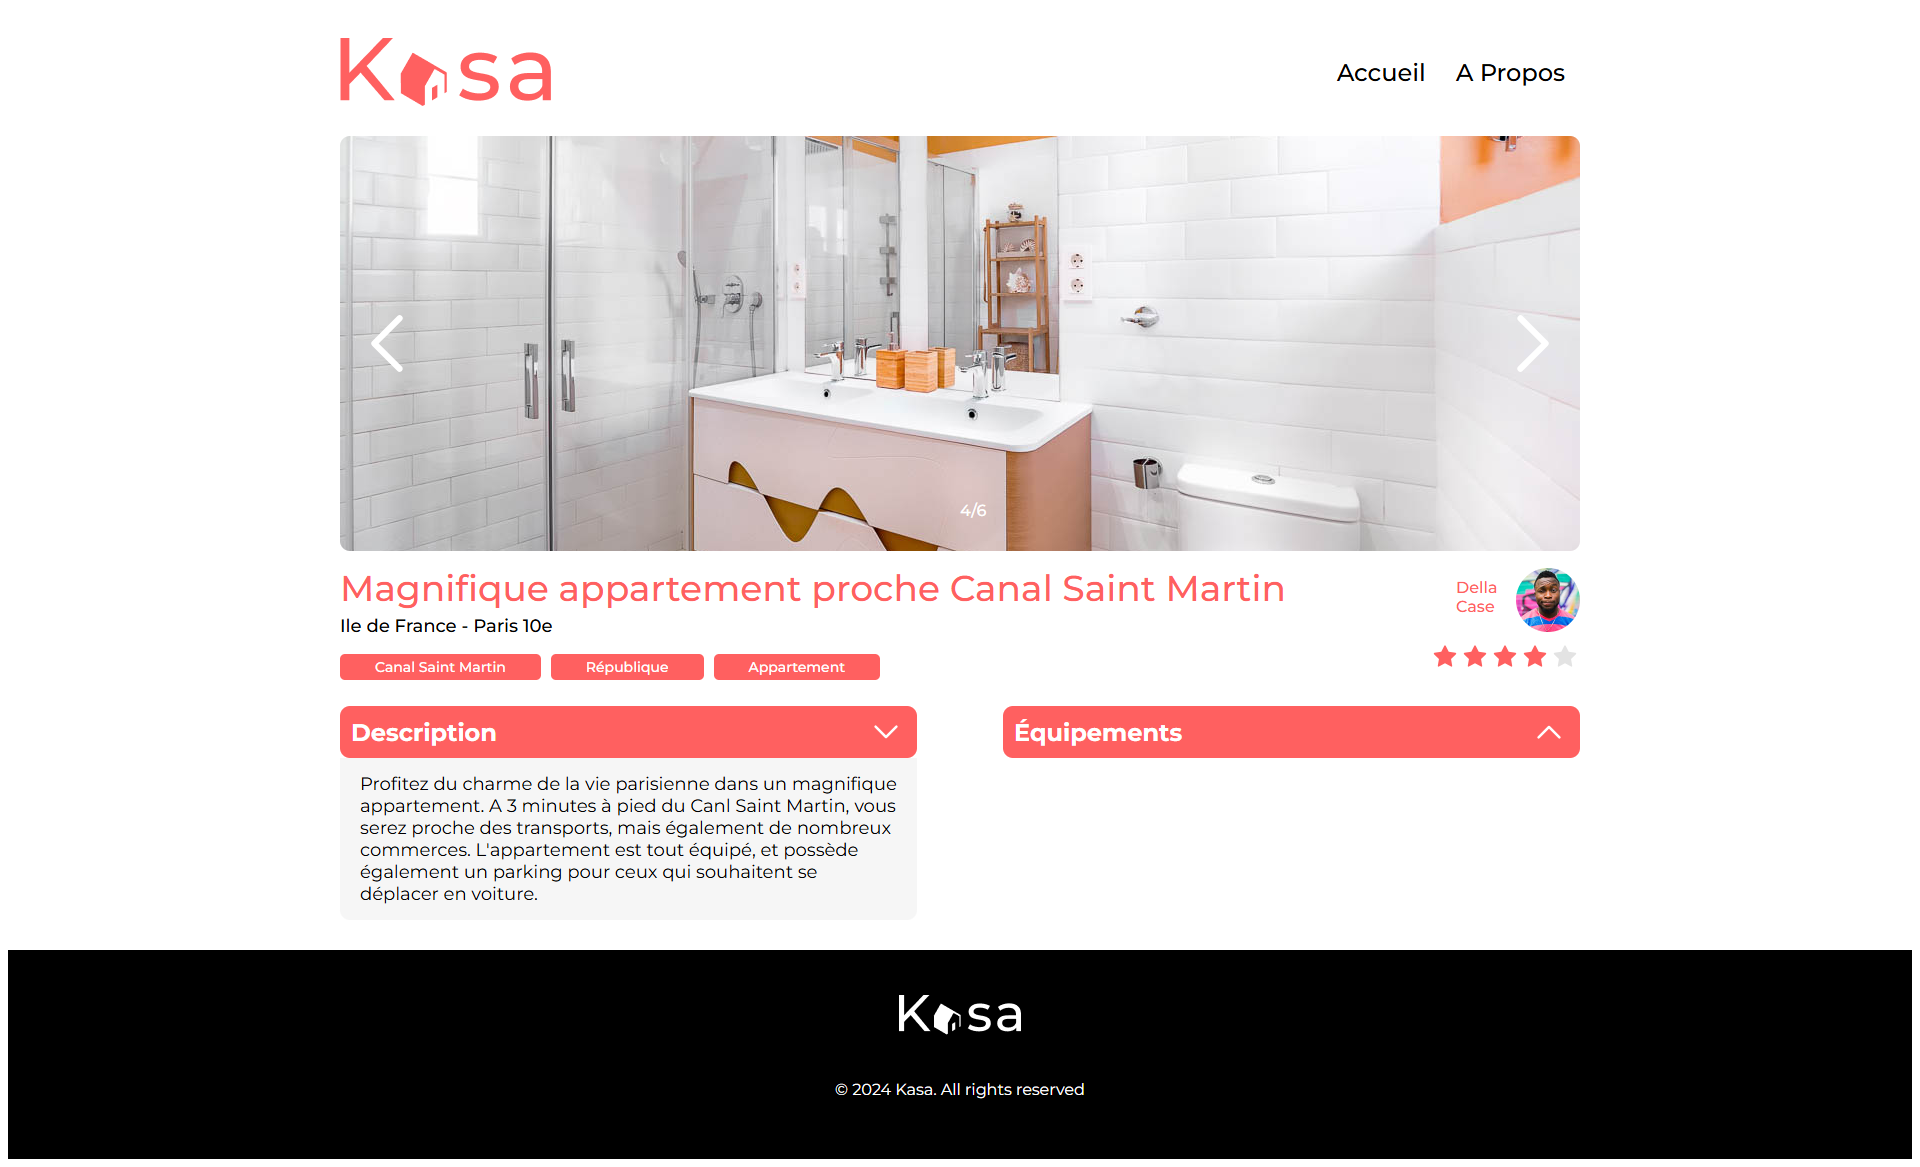 Kasa
Accueil A Propos
4/6
Magnifique appartement proche Canal Saint Martin
Ile de France - Paris 10e
Della
Case
Canal Saint Martin République Appartement
Description
Profitez du charme de la vie parisienne dans un magnifique
appartement. A 3 minutes à pied du Canl Saint Martin, vous
serez proche des transports, mais également de nombreux
commerces. L'appartement est tout équipé, et possède
également un parking pour ceux qui souhaitent se
déplacer en voiture.
Équipements
Kasa
© 2024 Kasa. All rights reserved